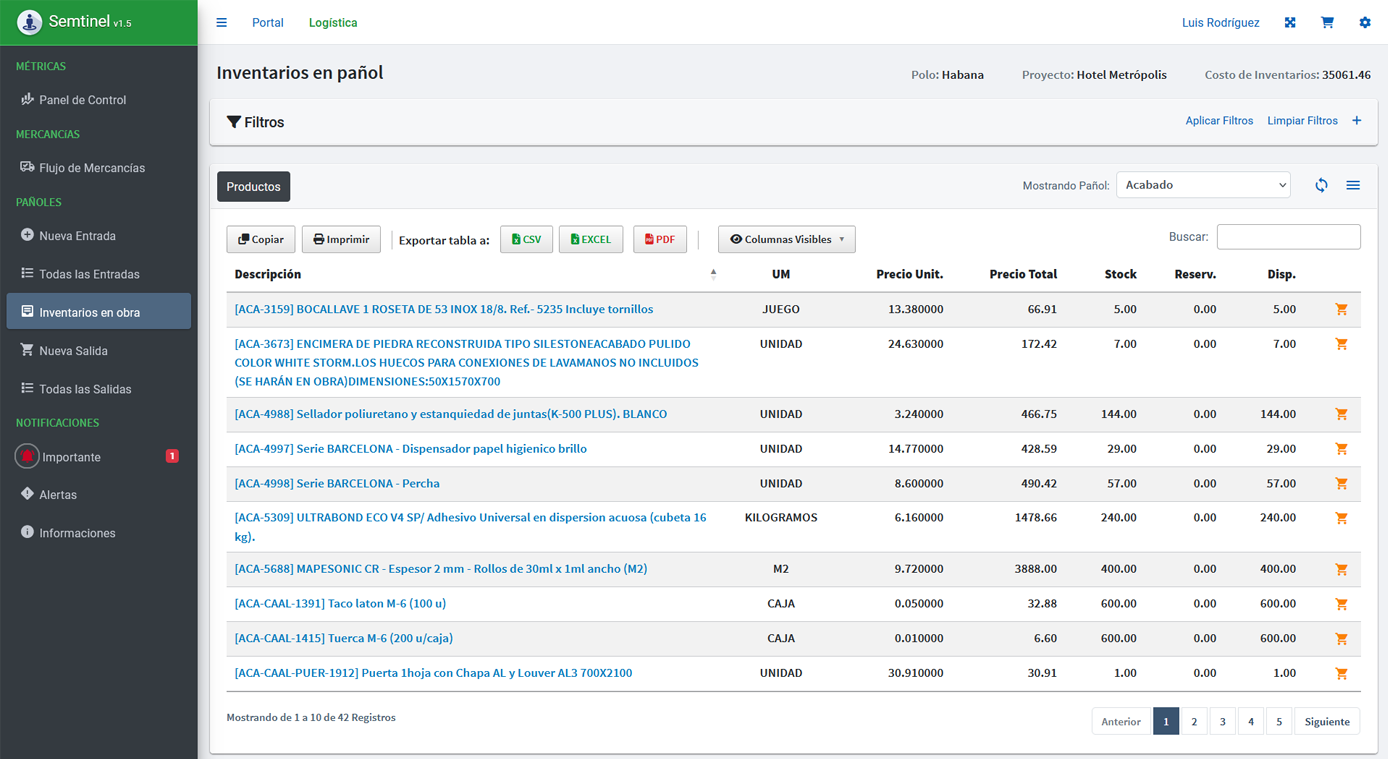 Semtinel v1.5
Portal
Logística
Luis Rodríguez
MÉTRICAS
Panel de Control
MERCANCíAS
Flujo de Mercancías
PAÑOLES
Nueva Entrada
Todas las Entradas
Inventarios en obra
Nueva Salida
Todas las Salidas
NOTIFICACIONES
Importante 1
Alertas
Informaciones
Inventarios en pañol
Polo: Habana Proyecto: Hotel Metrópolis Costo de Inventarios: 35061.46
Filtros
Aplicar Filtros Limpiar Filtros +
Productos
Mostrando Pañol: Acabado
Copiar Imprimir Exportar tabla a: CSV EXCEL PDF Columnas Visibles Buscar:
Descripción UM Precio Unit. Precio Total Stock Reserv. Disp.
[ACA-3159] BOCALLAVE 1 ROSETA DE 53 INOX 18/8. Ref.- 5235 Incluye tornillos JUEGO 13.380000 66.91 5.00 0.00 5.00
[ACA-3673] ENCIMERA DE PIEDRA RECONSTRUIDA TIPO SILESTONEACABADO PULIDO UNIDAD 24.630000 172.42 7.00 0.00 7.00
COLOR WHITE STORM.LOS HUECOS PARA CONEXIONES DE LAVAMANOS NO INCLUIDOS
(SE HARÁN EN OBRA)DIMENSIONES:50X1570X700
[ACA-4988] Sellador poliuretano y estanquiedad de juntas(K-500 PLUS). BLANCO UNIDAD 3.240000 466.75 144.00 0.00 144.00
[ACA-4997] Serie BARCELONA - Dispensador papel higienico brillo UNIDAD 14.770000 428.59 29.00 0.00 29.00
[ACA-4998] Serie BARCELONA - Percha UNIDAD 8.600000 490.42 57.00 0.00 57.00
[ACA-5309] ULTRABOND ECO V4 SP/ Adhesivo Universal en dispersion acuosa (cubeta 16 KILOGRAMOS 6.160000 1478.66 240.00 0.00 240.00
kg).
[ACA-5688] MAPESONIC CR - Espesor 2 mm - Rollos de 30ml x 1ml ancho (M2) M2 9.720000 3888.00 400.00 0.00 400.00
[ACA-CAAL-1391] Taco laton M-6 (100 u) CAJA 0.050000 32.88 600.00 0.00 600.00
[ACA-CAAL-1415] Tuerca M-6 (200 u/caja) CAJA 0.010000 6.60 600.00 0.00 600.00
[ACA-CAAL-PUER-1912] Puerta 1hoja con Chapa AL y Louver AL3 700X2100 UNIDAD 30.910000 30.91 1.00 0.00 1.00
Mostrando de 1 a 10 de 42 Registros
Anterior 1 2 3 4 5 Siguiente